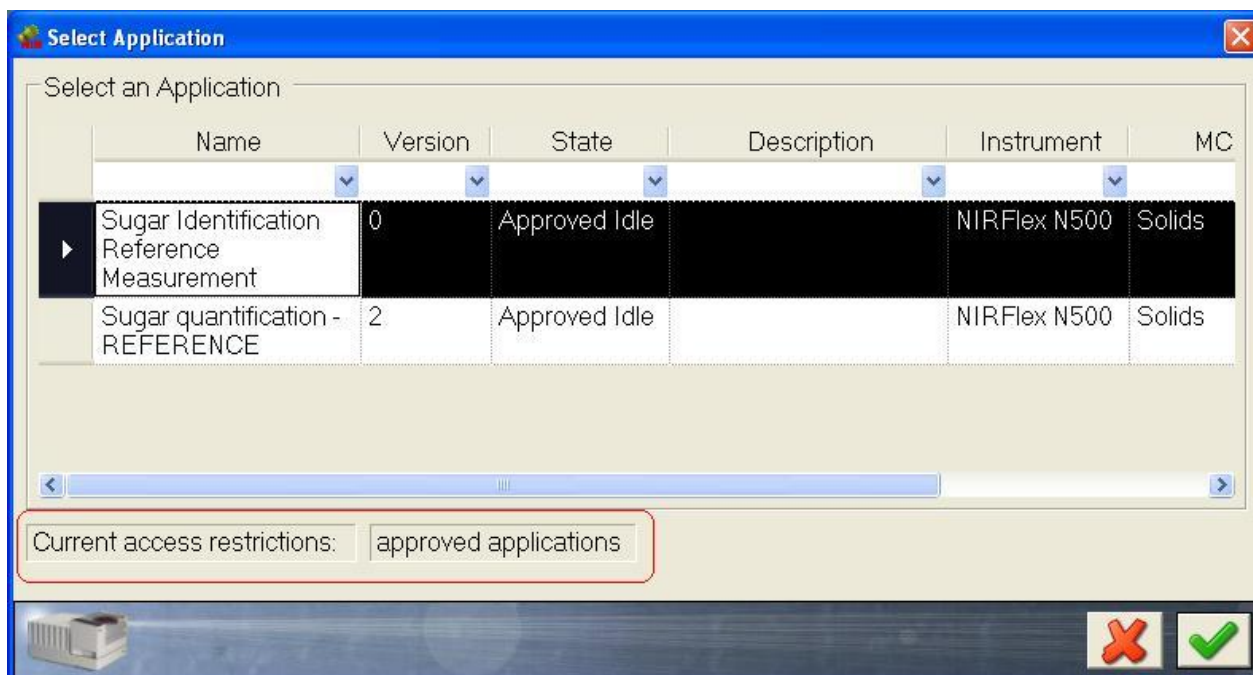 Select Application
Select an Application
Name Version State Description Instrument MC
Sugar Identification 0 Approved Idle NIRFlex N500 Solids
Reference
Measurement
Sugar quantification - 2 Approved Idle NIRFlex N500 Solids
REFERENCE
Current access restrictions: approved applications